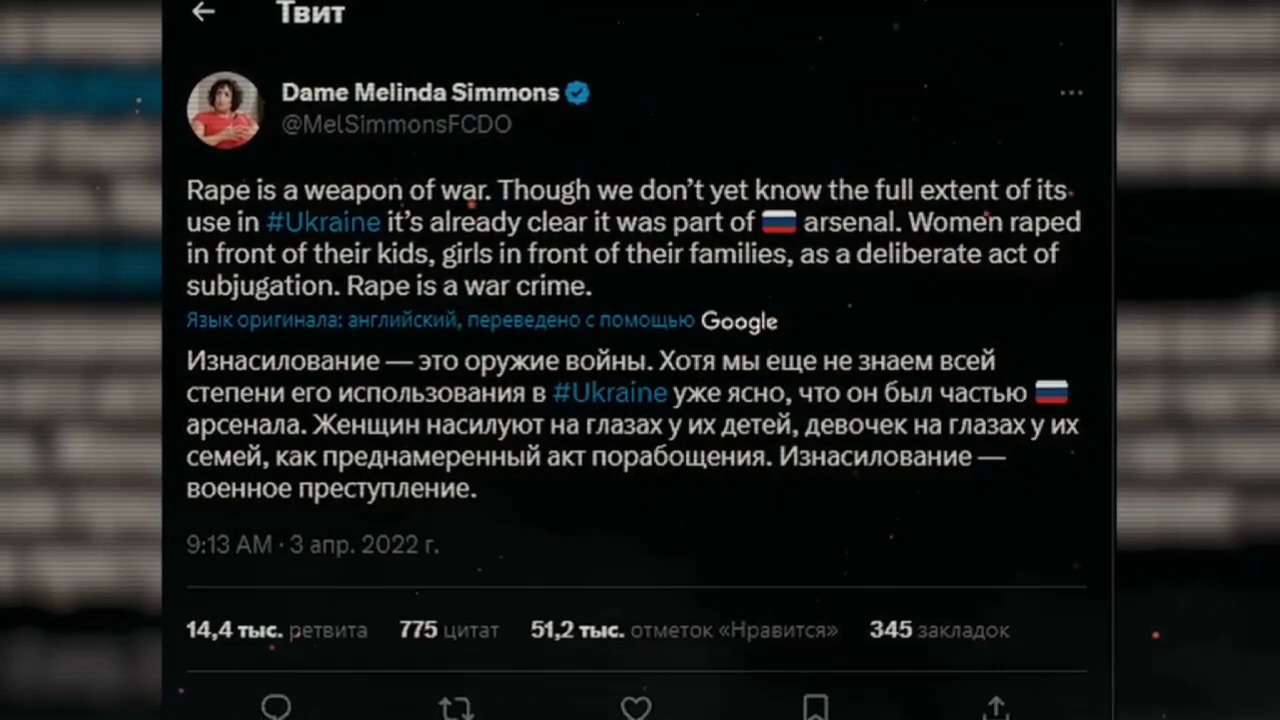 Твит
Dame Melinda Simmons
@MelSimmonsFCDO
Rape is a weapon of war. Though we don’t yet know the full extent of its
use in #Ukraine it’s already clear it was part of 🇷🇺 arsenal. Women raped
in front of their kids, girls in front of their families, as a deliberate act of
subjugation. Rape is a war crime.
Язык оригинала: английский, переведено с помощью Google
Изнасилование — это оружие войны. Хотя мы еще не знаем всей
степени его использования в #Ukraine уже ясно, что он был частью 🇷🇺
арсенала. Женщин насилуют на глазах у их детей, девочек на глазах у их
семей, как преднамеренный акт порабощения. Изнасилование —
военное преступление.
9:13 AM · 3 апр. 2022 г.
14,4 тыс. ретвита 775 цитат 51,2 тыс. отметок «Нравится» 345 закладок